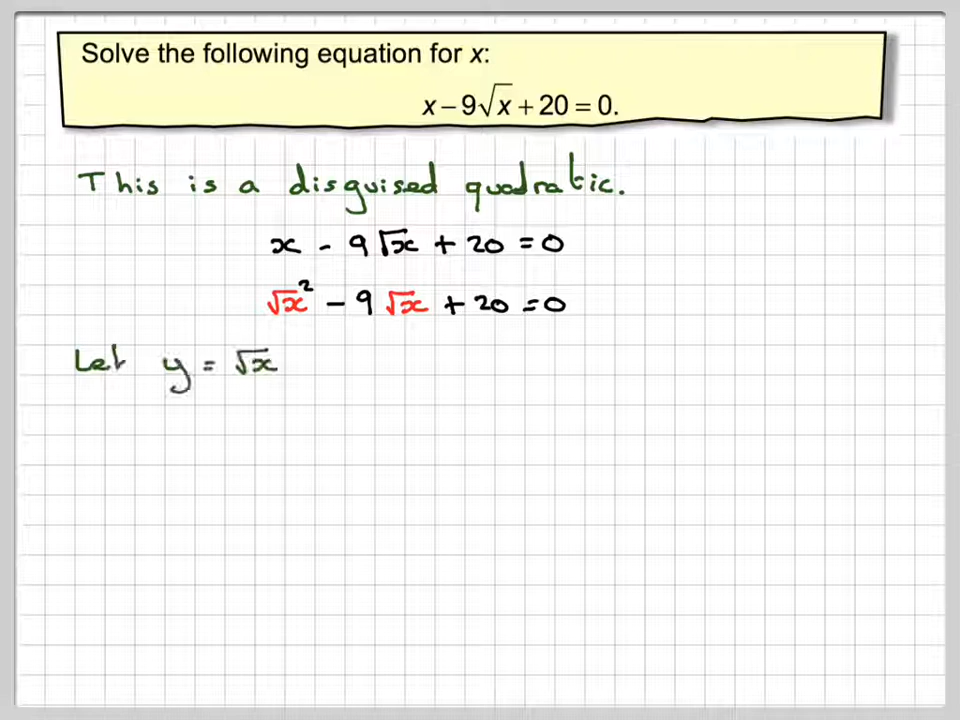 Solve the following equation for x:
x – 9√x + 20 = 0.
This is a disguised quadratic.
x - 9√x + 20 = 0
√x² - 9√x + 20 = 0
Let y = √x